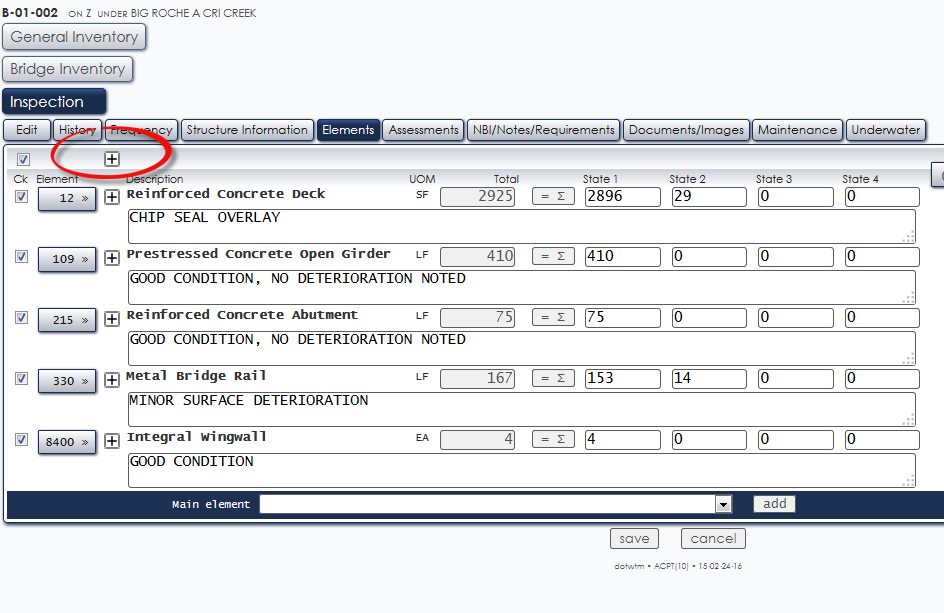 B-01-002 ON Z UNDER BIG ROCHE A CRI CREEK
General Inventory
Bridge Inventory
Inspection
Edit History Frequency Structure Information Elements Assessments NBI/Notes/Requirements Documents/Images Maintenance Underwater
Ck Element Description UOM Total State 1 State 2 State 3 State 4
12 » Reinforced Concrete Deck SF 2925 = Σ 2896 29 0 0
CHIP SEAL OVERLAY
109 » Prestressed Concrete Open Girder LF 410 = Σ 410 0 0 0
GOOD CONDITION, NO DETERIORATION NOTED
215 » Reinforced Concrete Abutment LF 75 = Σ 75 0 0 0
GOOD CONDITION, NO DETERIORATION NOTED
330 » Metal Bridge Rail LF 167 = Σ 153 14 0 0
MINOR SURFACE DETERIORATION
8400 » Integral Wingwall EA 4 = Σ 4 0 0 0
GOOD CONDITION
Main element add
save cancel
dotwtm • ACPT(10) • 15-02-24-16